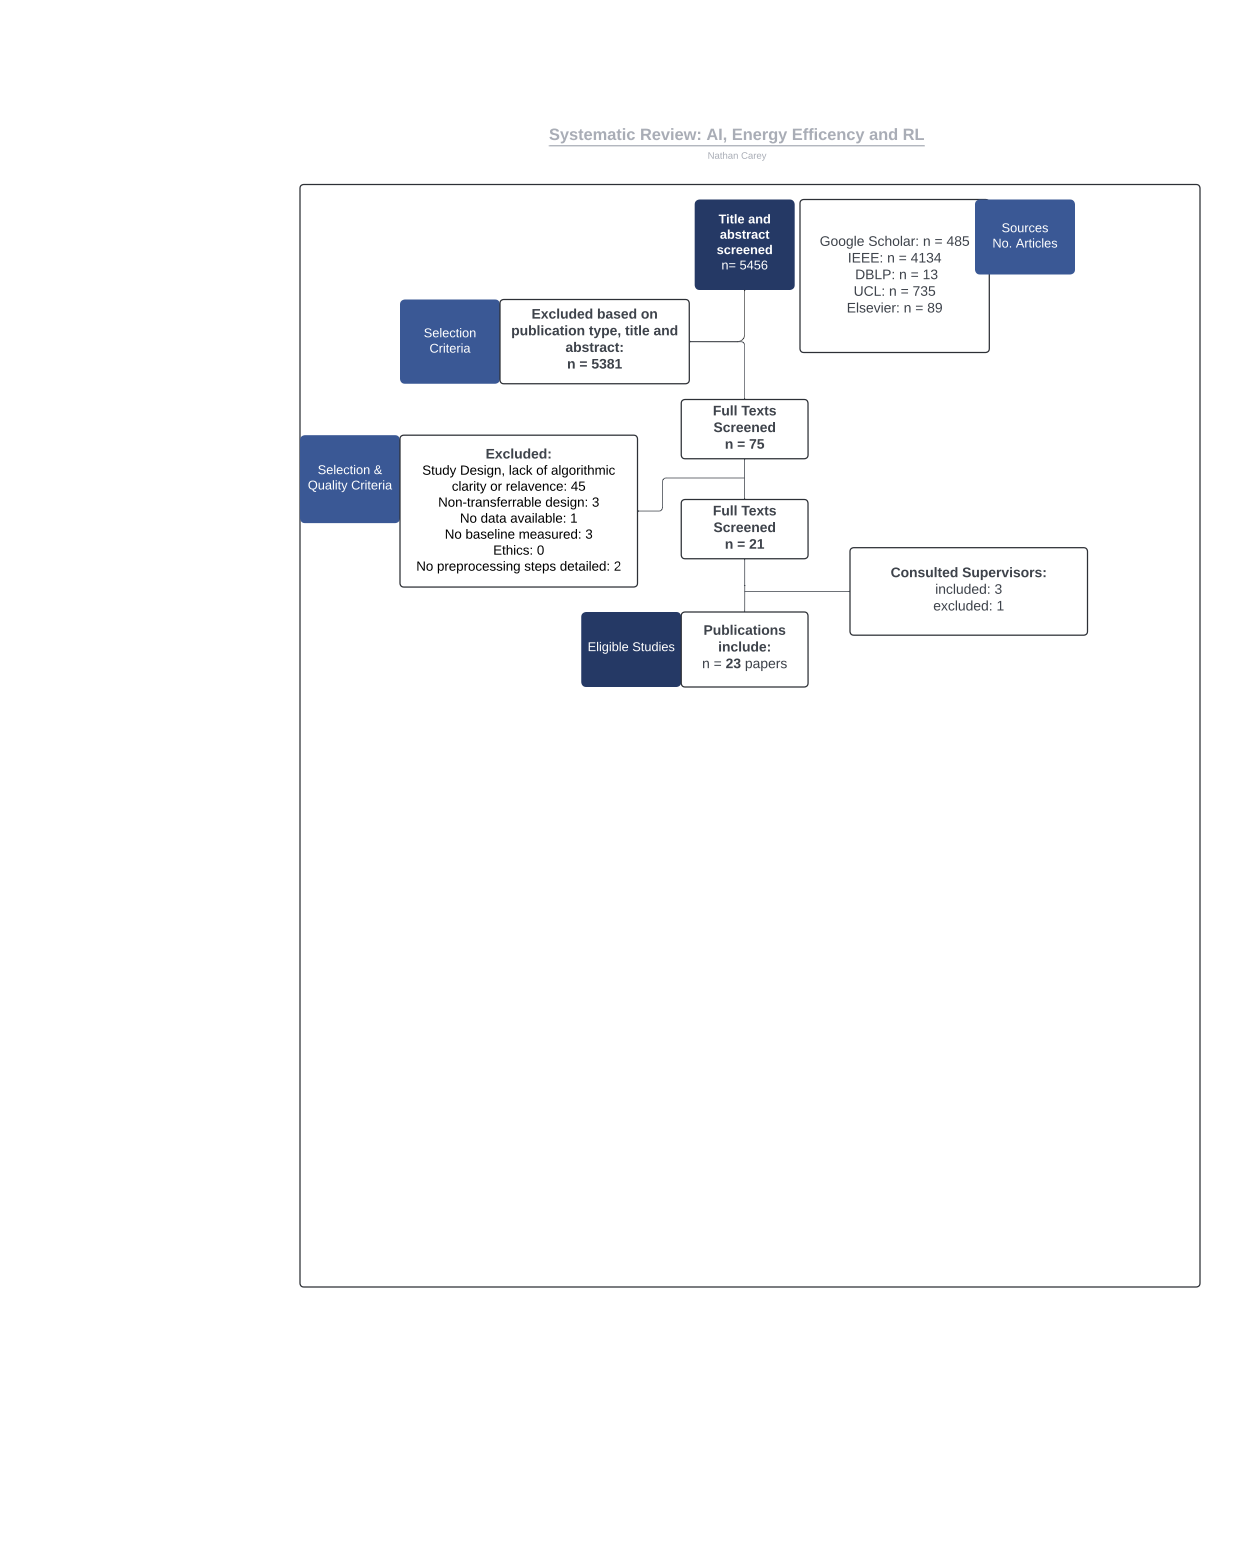 Systematic Review: AI, Energy Efficency and RL
Nathan Carey
Title and
abstract
screened
n= 5456
Google Scholar: n = 485
IEEE: n = 4134
DBLP: n = 13
UCL: n = 735
Elsevier: n = 89
Sources
No. Articles
Selection
Criteria
Excluded based on
publication type, title and
abstract:
n = 5381
Full Texts
Screened
n = 75
Selection &
Quality Criteria
Excluded:
Study Design, lack of algorithmic
clarity or relavence: 45
Non-transferrable design: 3
No data available: 1
No baseline measured: 3
Ethics: 0
No preprocessing steps detailed: 2
Full Texts
Screened
n = 21
Consulted Supervisors:
included: 3
excluded: 1
Eligible Studies
Publications
include:
n = 23 papers